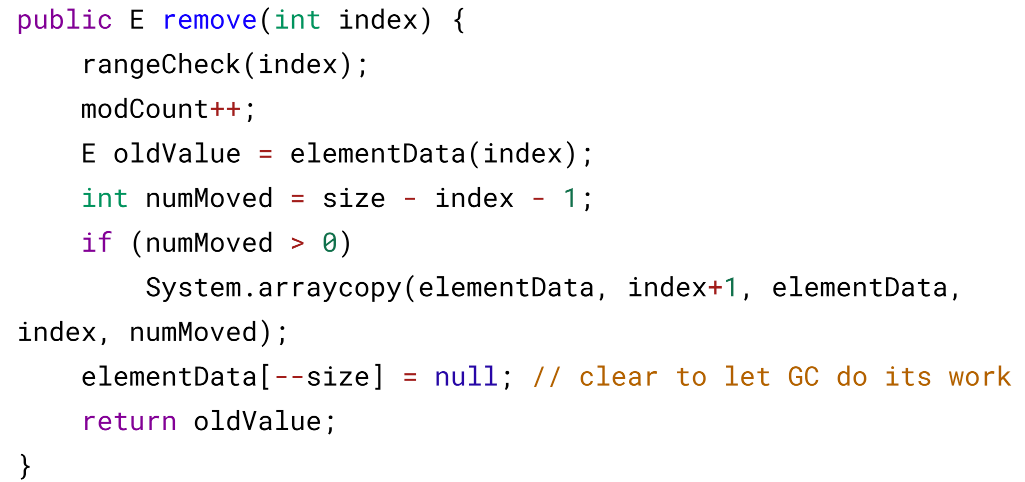 public E remove(int index) {
    rangeCheck(index);
    modCount++;
    E oldValue = elementData(index);
    int numMoved = size - index - 1;
    if (numMoved > 0)
        System.arraycopy(elementData, index+1, elementData,
index, numMoved);
    elementData[--size] = null; // clear to let GC do its work
    return oldValue;
}